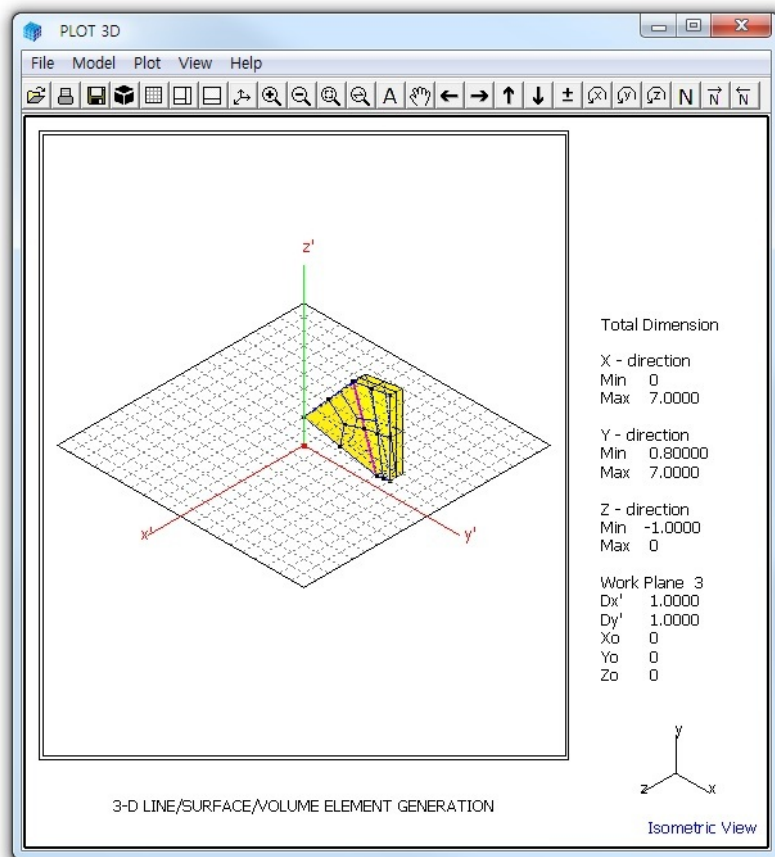 PLOT 3D
File Model Plot View Help
A N N N
x y z
z'
x'
y'
Total Dimension
X - direction
Min 0
Max 7.0000
Y - direction
Min 0.80000
Max 7.0000
Z - direction
Min -1.0000
Max 0
Work Plane 3
Dx' 1.0000
Dy' 1.0000
Xo 0
Yo 0
Zo 0
y
z
x
3-D LINE/SURFACE/VOLUME ELEMENT GENERATION
Isometric View